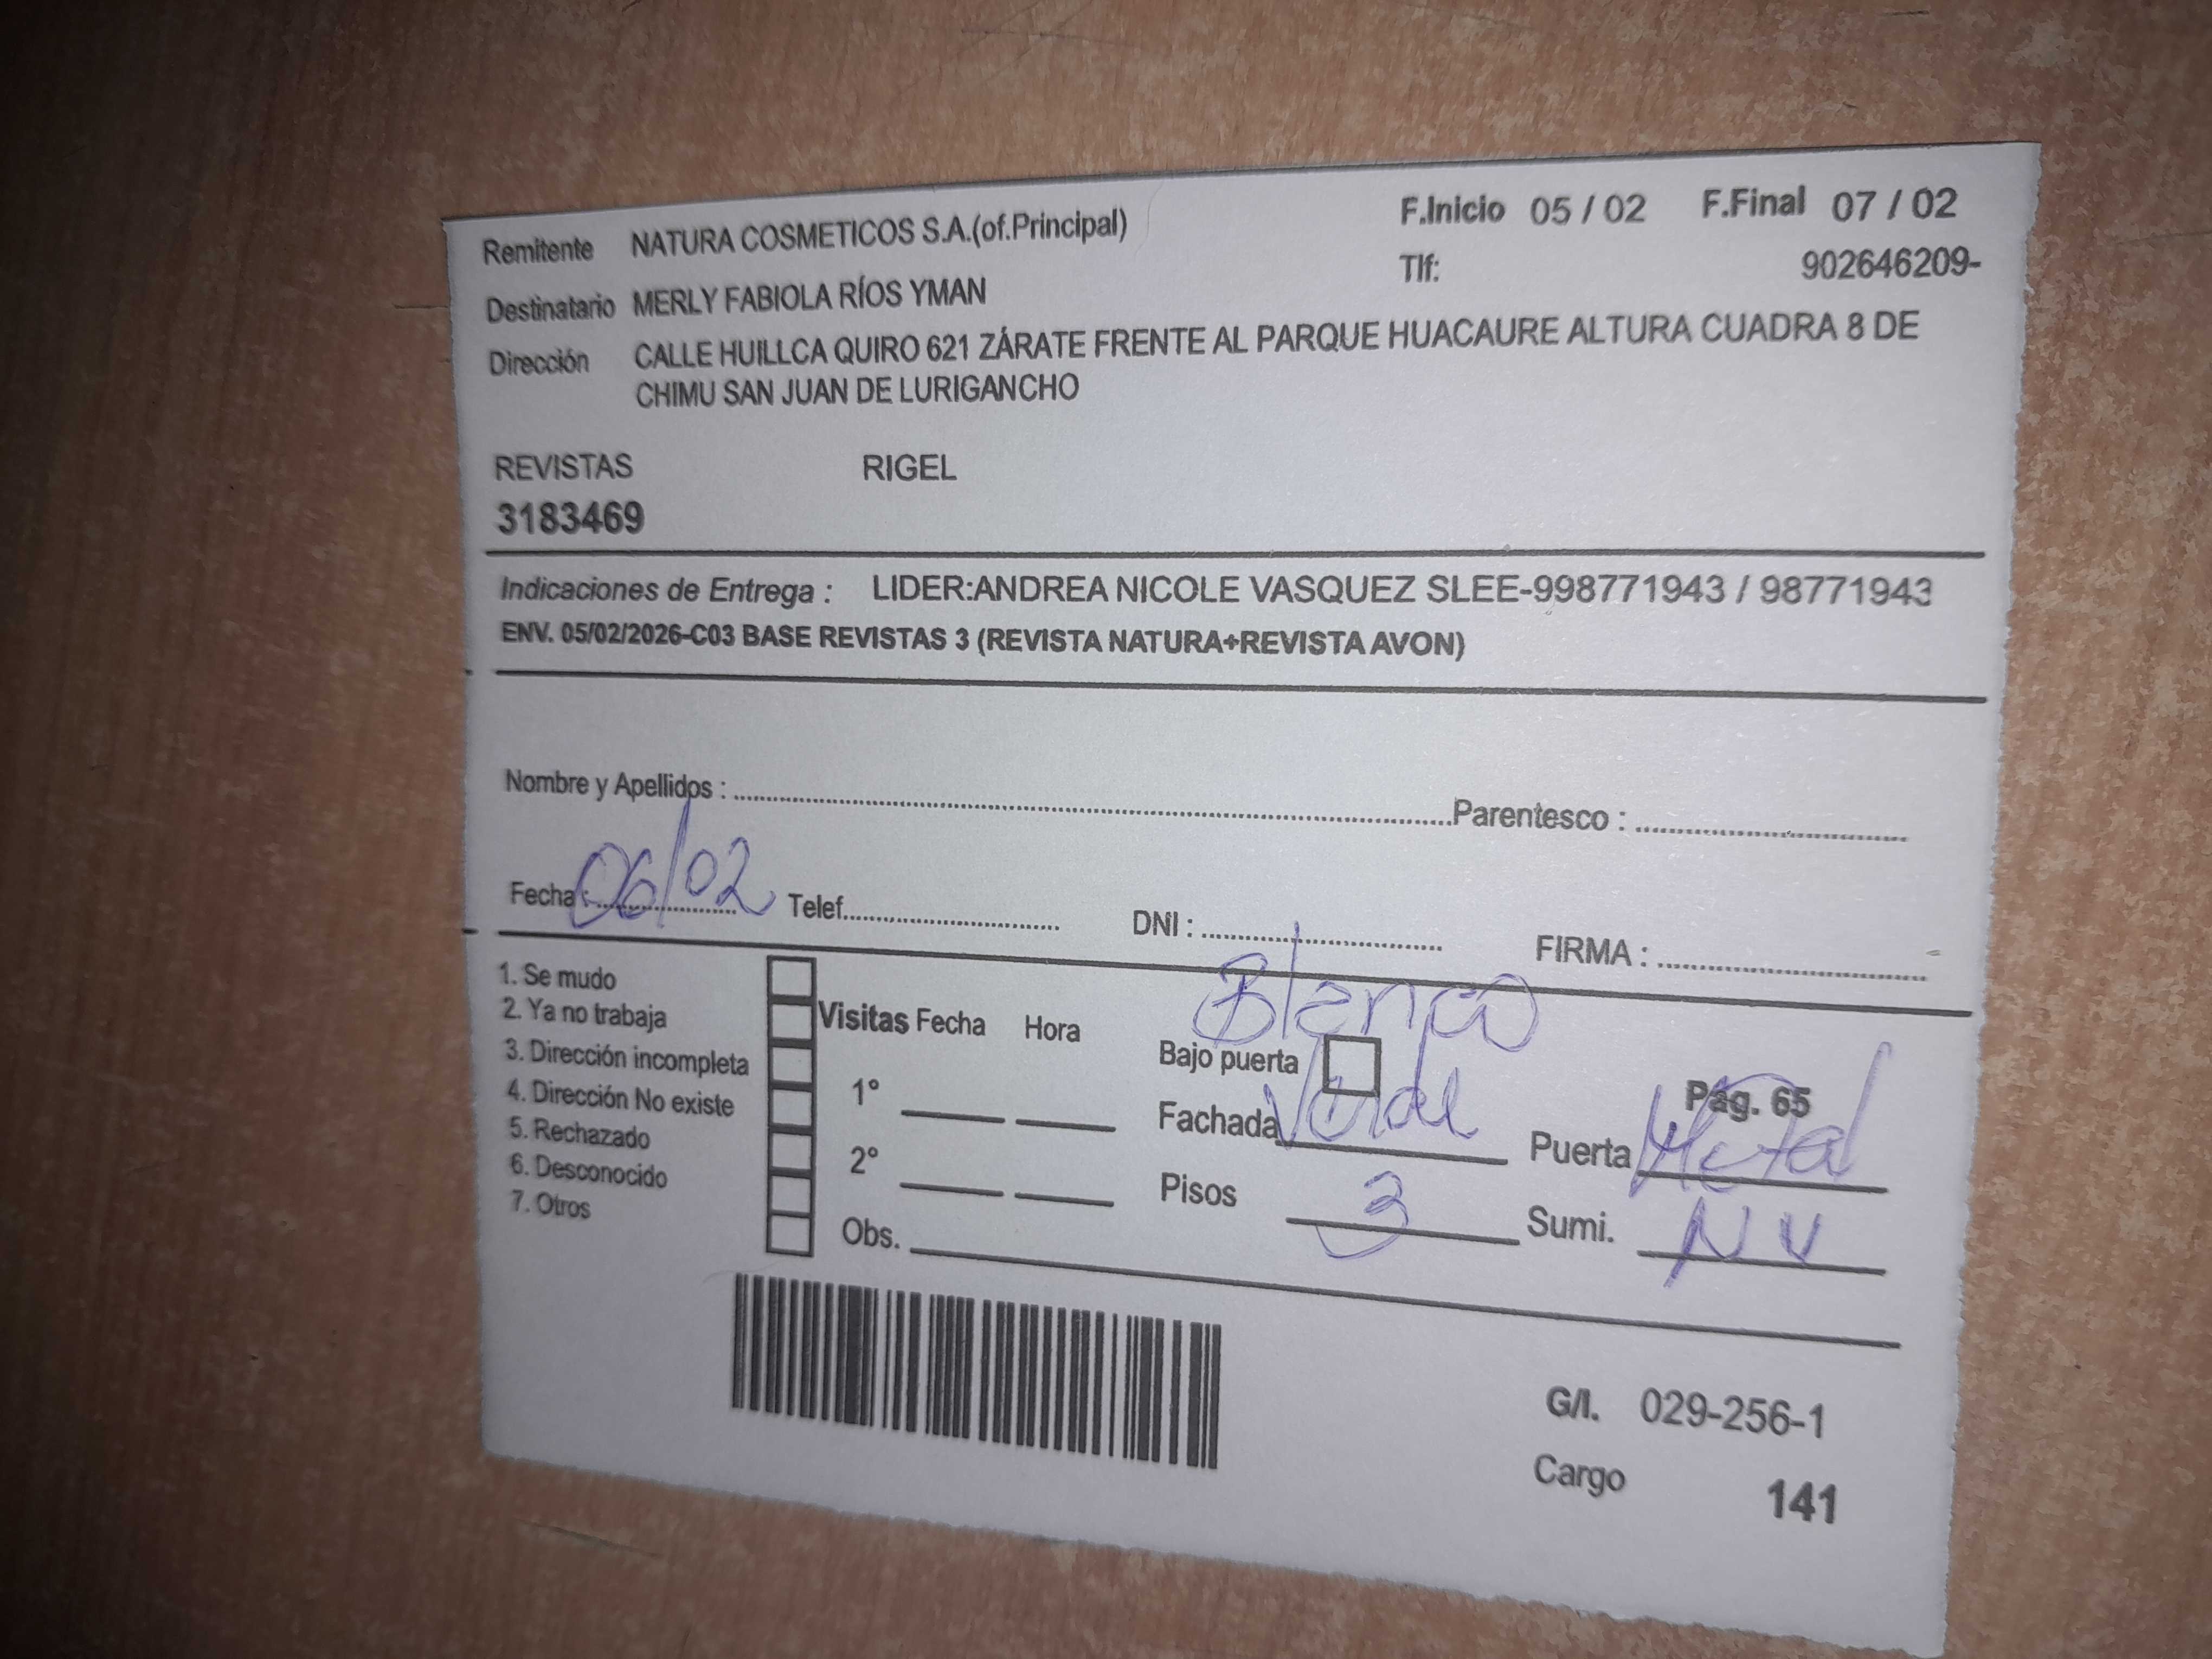 Remitente NATURA COSMETICOS S.A.(of.Principal) F.Inicio 05 / 02 F.Final 07 / 02
Tlf: 902646209-
Destinatario MERLY FABIOLA RÍOS YMAN
Dirección CALLE HUILLCA QUIRO 621 ZÁRATE FRENTE AL PARQUE HUACAURE ALTURA CUADRA 8 DE
CHIMU SAN JUAN DE LURIGANCHO
REVISTAS RIGEL
3183469
Indicaciones de Entrega : LIDER:ANDREA NICOLE VASQUEZ SLEE-998771943 / 98771943
ENV. 05/02/2026-C03 BASE REVISTAS 3 (REVISTA NATURA+REVISTA AVON)
Nombre y Apellidos : Parentesco :
Fecha : 06/02 Telef. DNI : FIRMA :
1. Se mudo
2. Ya no trabaja
3. Dirección incompleta
4. Dirección No existe
5. Rechazado
6. Desconocido
7. Otros
Visitas Fecha Hora
1°
2°
Obs.
Blanco
Bajo puerta
Pag. 65
Fachada Verde Puerta Metal
Pisos 3 Sumi. N V
G/I. 029-256-1
Cargo 141